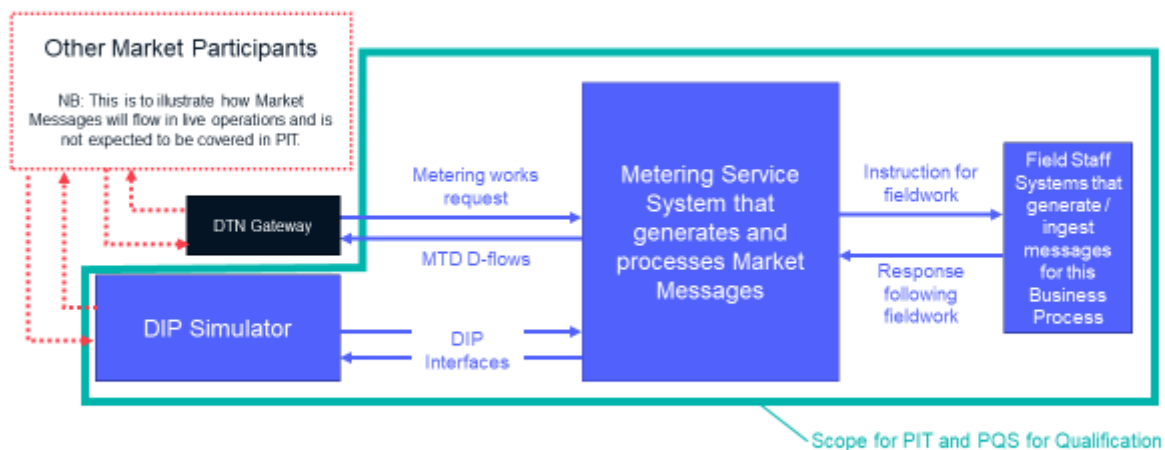 Other Market Participants
NB: This is to illustrate how Market
Messages will flow in live operations and is
not expected to be covered in PIT.
DTN Gateway
DIP Simulator
Metering works
request
MTD D-flows
DIP
Interfaces
Metering Service
System that
generates and
processes Market
Messages
Instruction for
fieldwork
Response
following
fieldwork
Field Staff
Systems that
generate /
ingest
messages
for this
Business
Process
Scope for PIT and PQS for Qualification